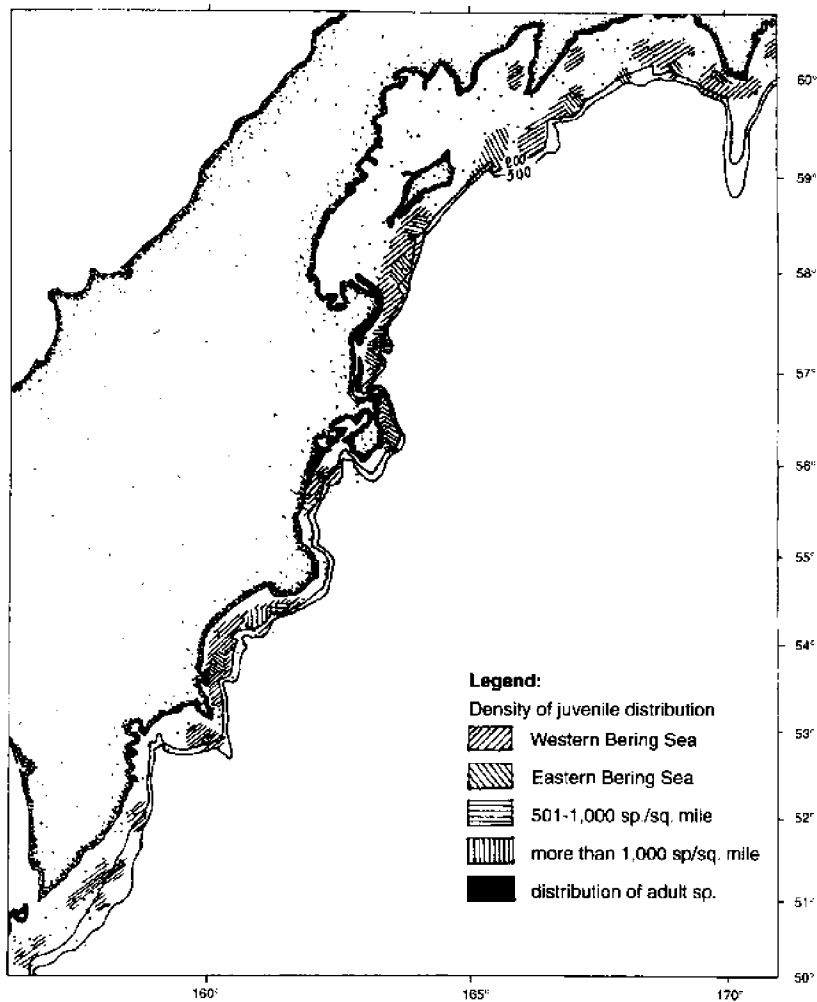 60°
59°
58°
57°
56°
55°
54°
53°
52°
51°
50°
200
500
Legend:
Density of juvenile distribution
Western Bering Sea
Eastern Bering Sea
501-1,000 sp./sq. mile
more than 1,000 sp/sq. mile
distribution of adult sp.
160°
165°
170°